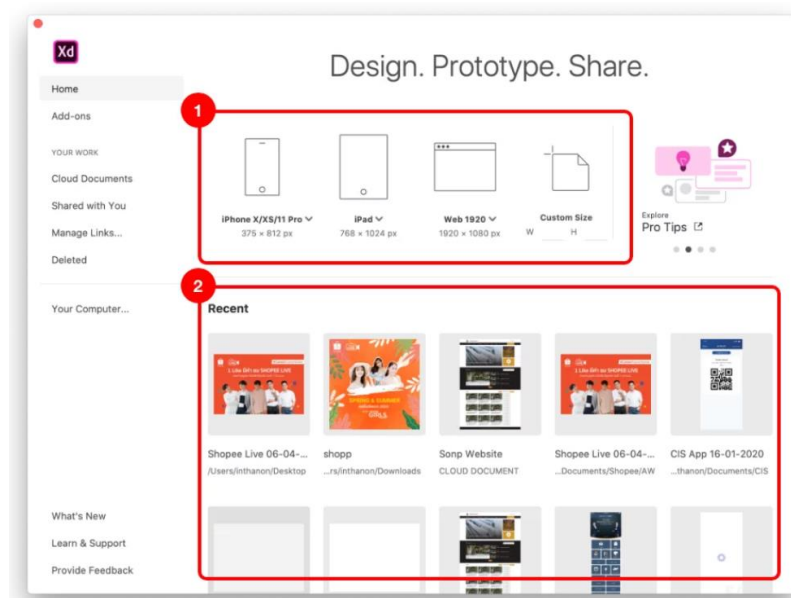 Xd
Design. Prototype. Share.
Home
Add-ons
YOUR WORK
Cloud Documents
Shared with You
Manage Links...
Deleted
Your Computer...
What's New
Learn & Support
Provide Feedback
1
iPhone X/XS/11 Pro
375 × 812 px
iPad
768 × 1024 px
Web 1920
1920 × 1080 px
Custom Size
W H
Explore
Pro Tips
2
Recent
Shopee Live 06-04-...
/Users/inthanon/Desktop
shopp
...rs/inthanon/Downloads
Sonp Website
CLOUD DOCUMENT
Shopee Live 06-04-...
...Documents/Shopee/AW
CIS App 16-01-2020
...thanon/Documents/CIS